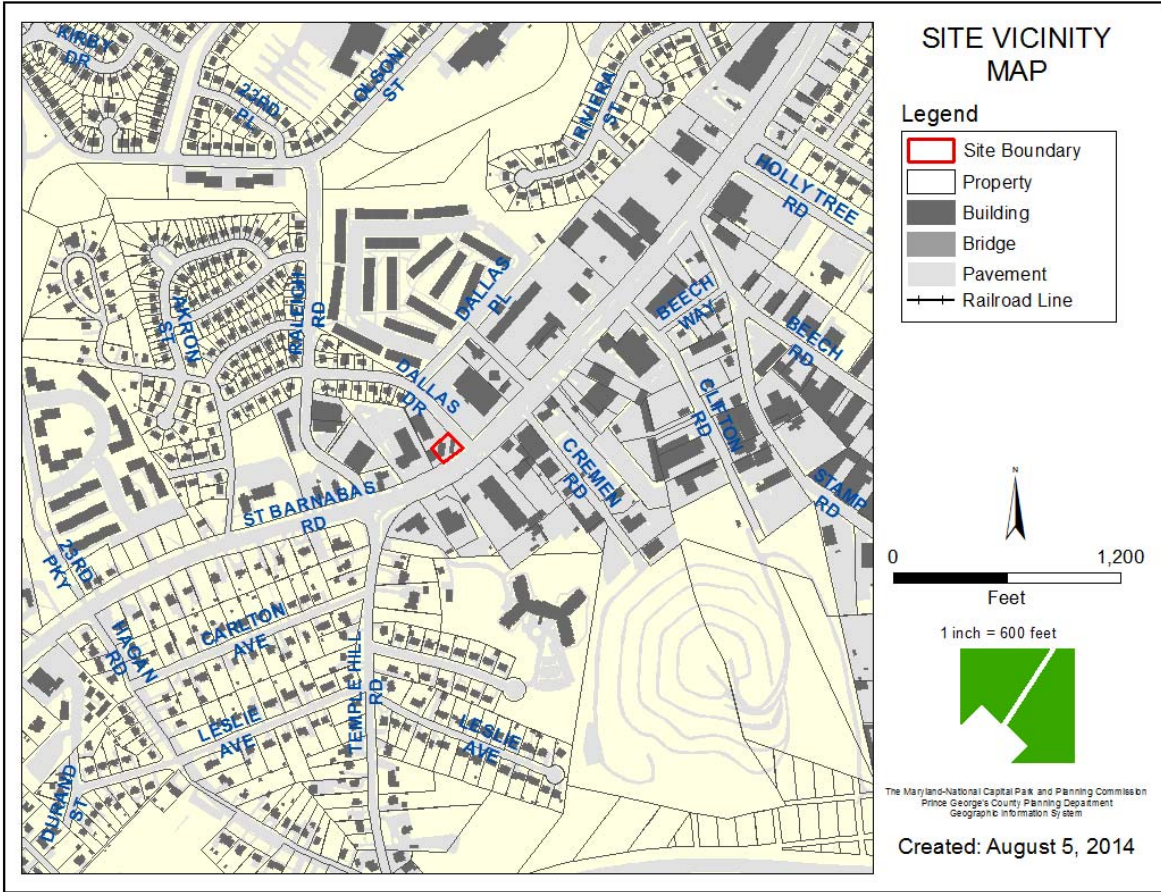 SITE VICINITY
MAP
Legend
Site Boundary
Property
Building
Bridge
Pavement
Railroad Line
N
0 1,200
Feet
1 inch = 600 feet
The Maryland-National Capital Park and Planning Commission
Prince George's County Planning Department
Geographic Information System
Created: August 5, 2014
KIRBY
DR
23RD
PL
OLSON
ST
RIVIERA
ST
HOLLY TREE
RD
AKRON
ST
RALEIGH
RD
DALLAS
PL
DALLAS
DR
BEECH
WAY
BEECH
RD
CLIFTON
RD
CREMEN
RD
STAMP
RD
ST BARNABAS
RD
23RD
PKY
HAGAN
RD
CARLTON
AVE
TEMPLE HILL
RD
LESLIE
AVE
LESLIE
AVE
DURAND
ST